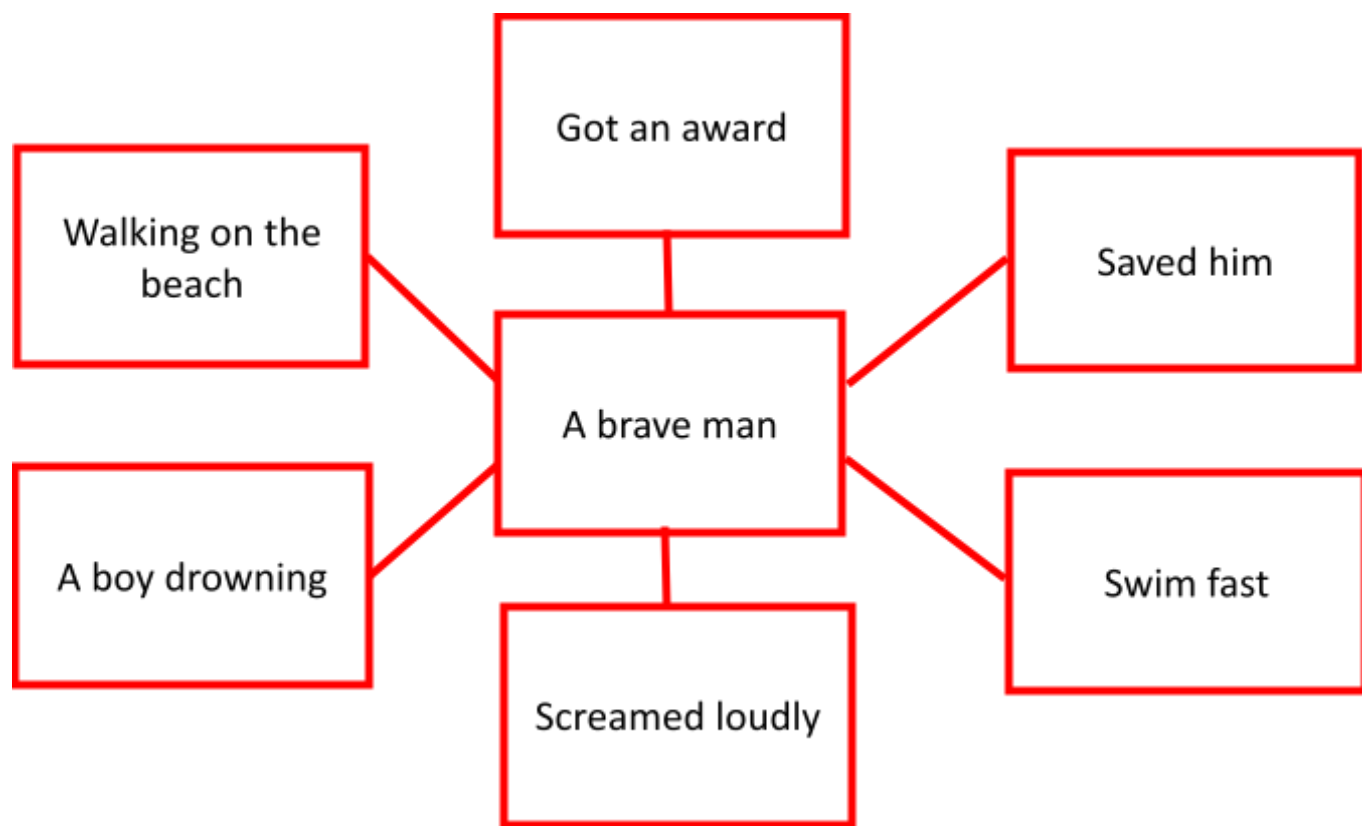 Got an award
Walking on the
beach
Saved him
A brave man
A boy drowning
Swim fast
Screamed loudly